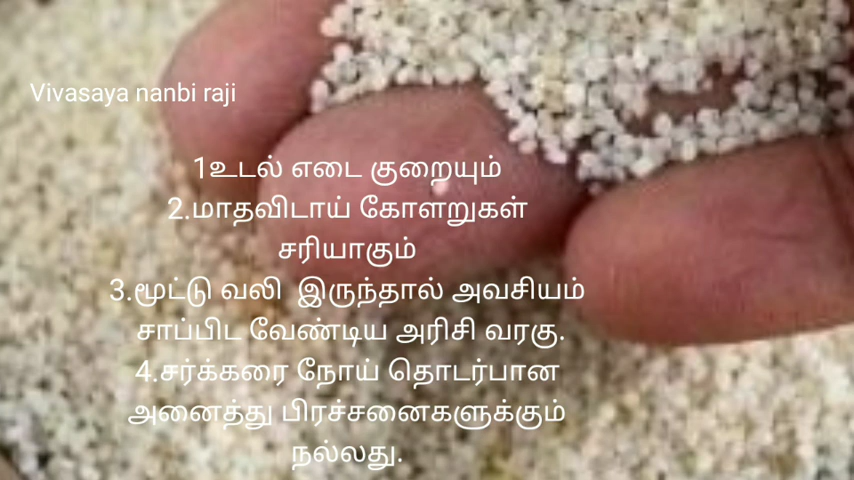 Vivasaya nanbi raji
1உடல் எடை குறையும்
2.மாதவிடாய் கோளறுகள்
சரியாகும்
3.மூட்டு வலி இருந்தால் அவசியம்
சாப்பிட வேண்டிய அரிசி வரகு.
4.சர்க்கரை நோய் தொடர்பான
அனைத்து பிரச்சனைகளுக்கும்
நல்லது.